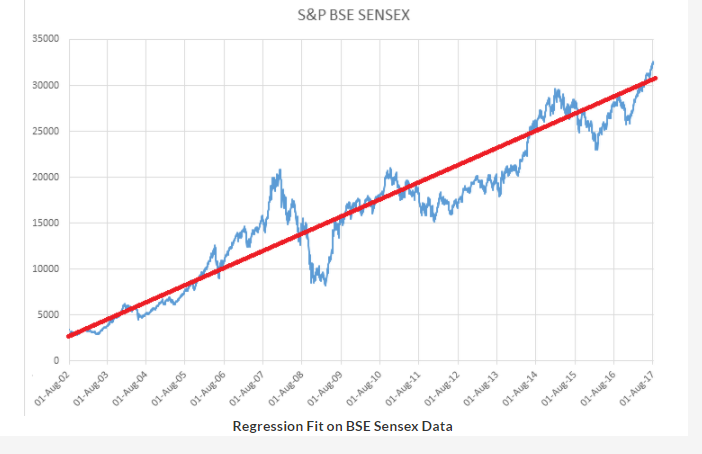 S&P BSE SENSEX
35000
30000
25000
20000
15000
10000
5000
0
01-Aug-02
01-Aug-03
01-Aug-04
01-Aug-05
01-Aug-06
01-Aug-07
01-Aug-08
01-Aug-09
01-Aug-10
01-Aug-11
01-Aug-12
01-Aug-13
01-Aug-14
01-Aug-15
01-Aug-16
01-Aug-17
Regression Fit on BSE Sensex Data